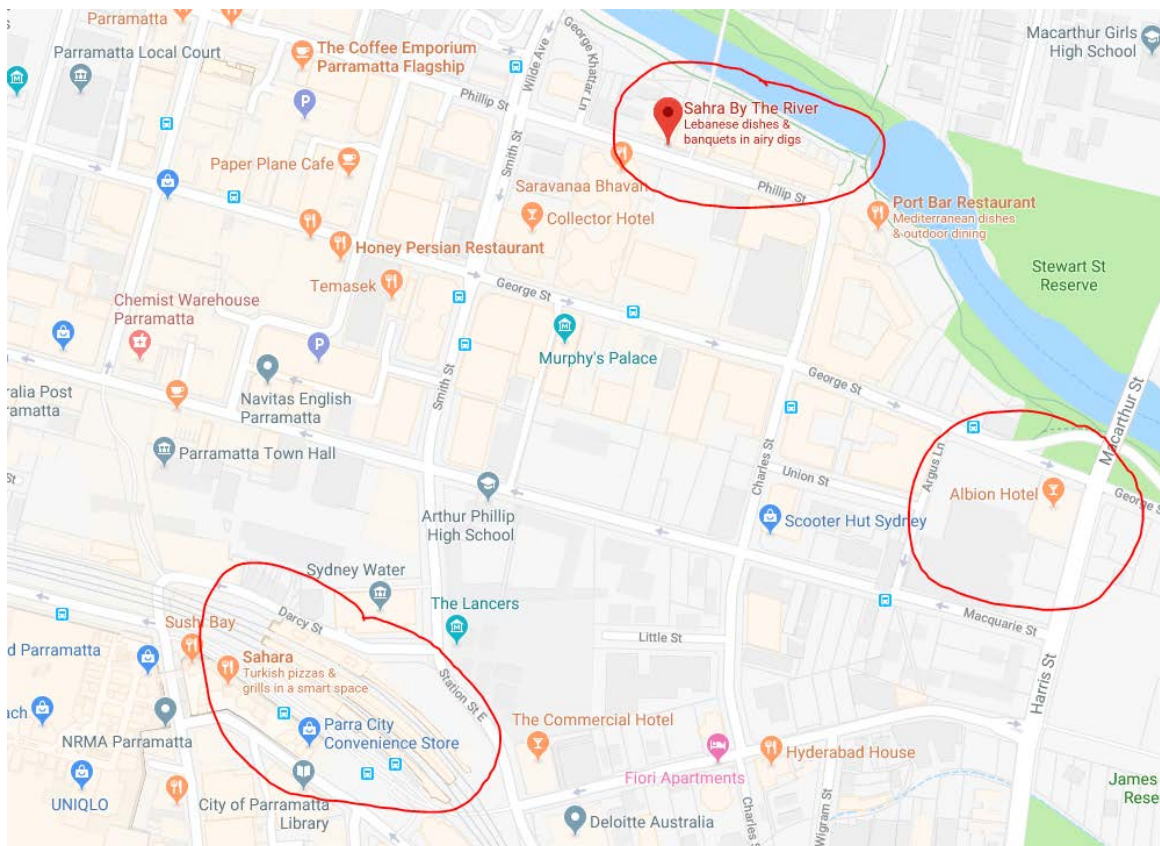 Parramatta
Parramatta Local Court
The Coffee Emporium
Parramatta Flagship
Wilde Ave
George Khattar Ln
Macarthur Girls
High School
Phillip St
Sahra By The River
Lebanese dishes &
banquets in airy digs
P
Paper Plane Cafe
Smith St
Saravanaa Bhavan
Phillip St
Collector Hotel
Port Bar Restaurant
Mediterranean dishes
& outdoor dining
Honey Persian Restaurant
Stewart St
Reserve
Temasek
George St
Chemist Warehouse
Parramatta
P
Murphy's Palace
Smith St
George St
ralia Post
rramatta
Navitas English
Parramatta
Macarthur St
Parramatta Town Hall
Charles St
Union St
Argus Ln
Albion Hotel
George St
Arthur Phillip
High School
Scooter Hut Sydney
Sydney Water
The Lancers
Darcy St
Macquarie St
Sushi Bay
Little St
d Parramatta
Sahara
Turkish pizzas &
grills in a smart space
Station St E
Harris St
ach
Parra City
Convenience Store
The Commercial Hotel
NRMA Parramatta
Hyderabad House
Fiori Apartments
James
Rese
UNIQLO
City of Parramatta
Library
Deloitte Australia
Charles S
Wigram St